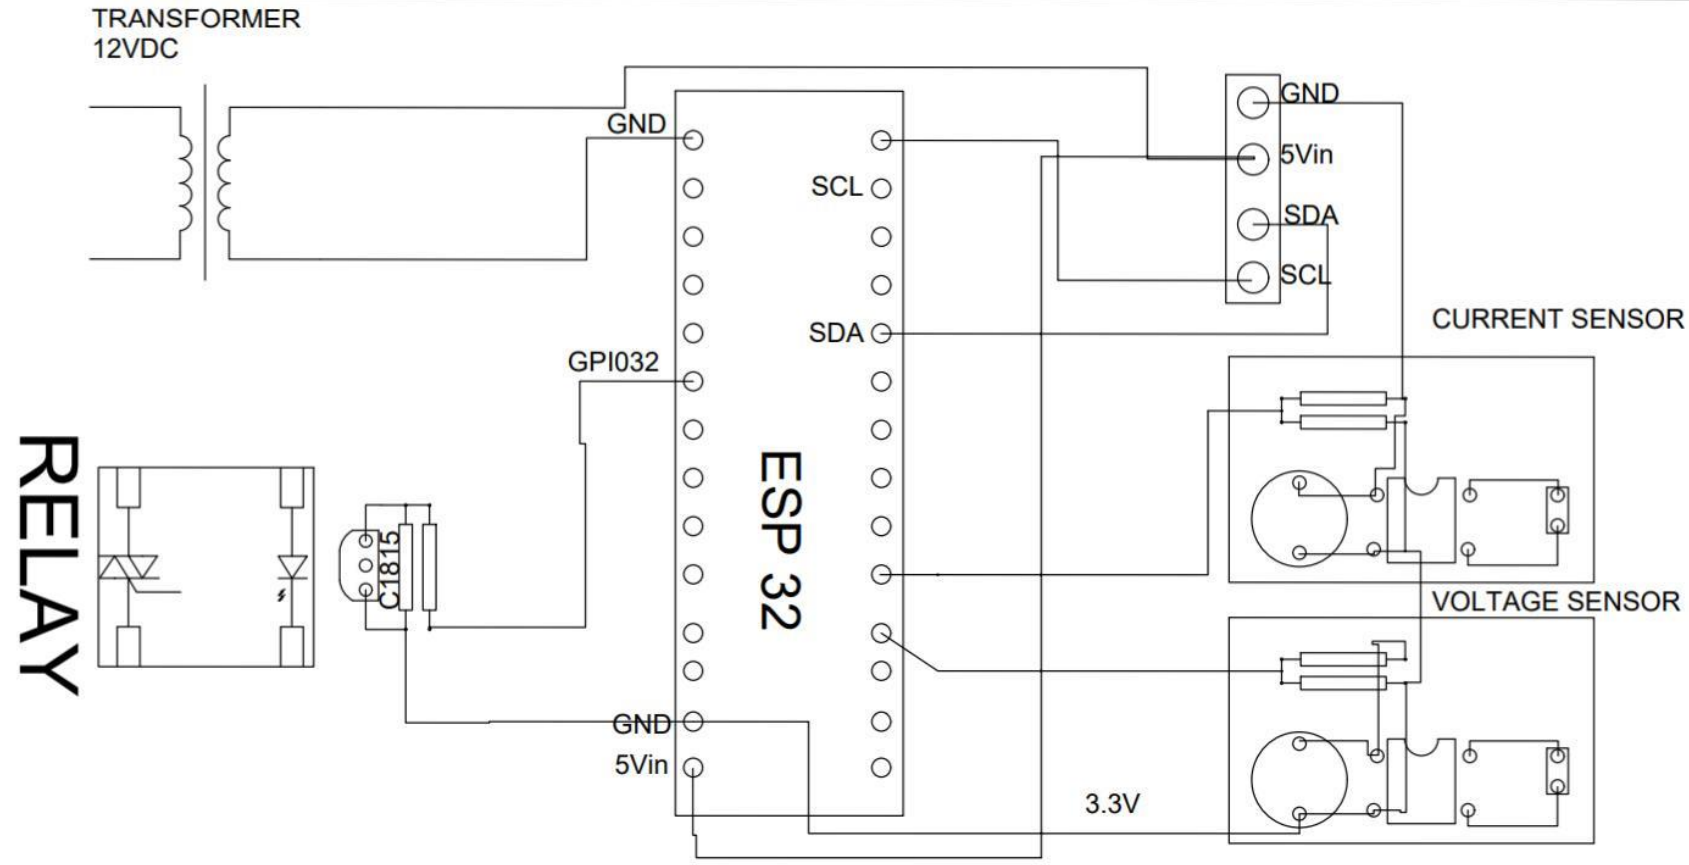 TRANSFORMER
12VDC
GND
GND
5Vin
SCL
SDA
SDA
SCL
CURRENT SENSOR
GPI032
RELAY
C1815
ESP 32
VOLTAGE SENSOR
GND
5Vin
3.3V